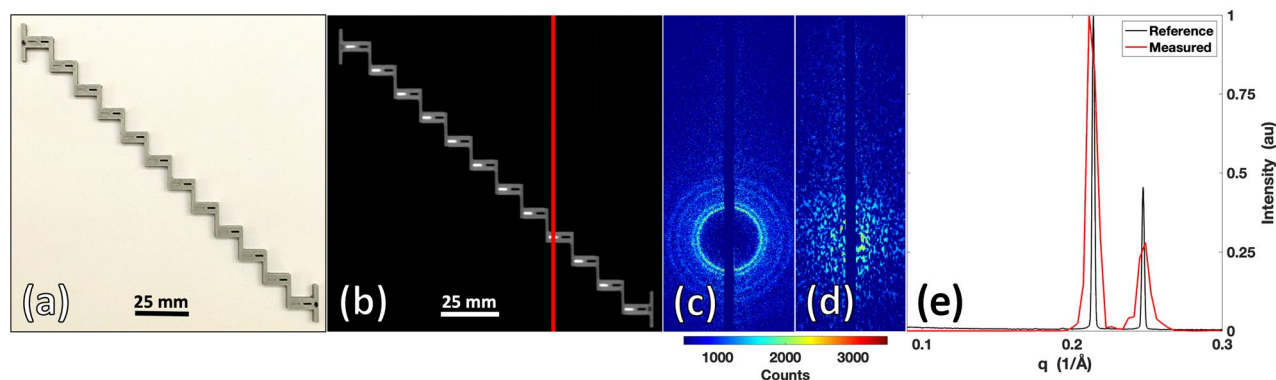 (a)
25 mm
(b)
25 mm
(c)
(d)
(e)
1000 2000 3000
Counts
Reference
Measured
1
0.75
0.5
0.25
0
0.1 0.2 0.3
q (1/Å)
Intensity (au)